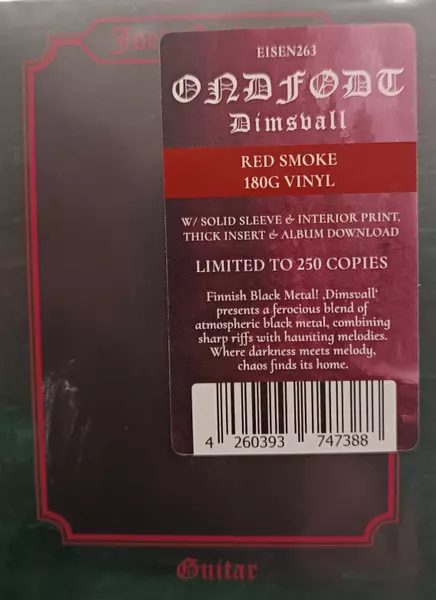 EISEN263
ONDFØDT
Dimsvall
RED SMOKE
180G VINYL
W/ SOLID SLEEVE & INTERIOR PRINT,
THICK INSERT & ALBUM DOWNLOAD
LIMITED TO 250 COPIES
Finnish Black Metal! ‚Dimsvall‘
presents a ferocious blend of
atmospheric black metal, combining
sharp riffs with haunting melodies.
Where darkness meets melody,
chaos finds its home.
4 260393 747388
Guitar